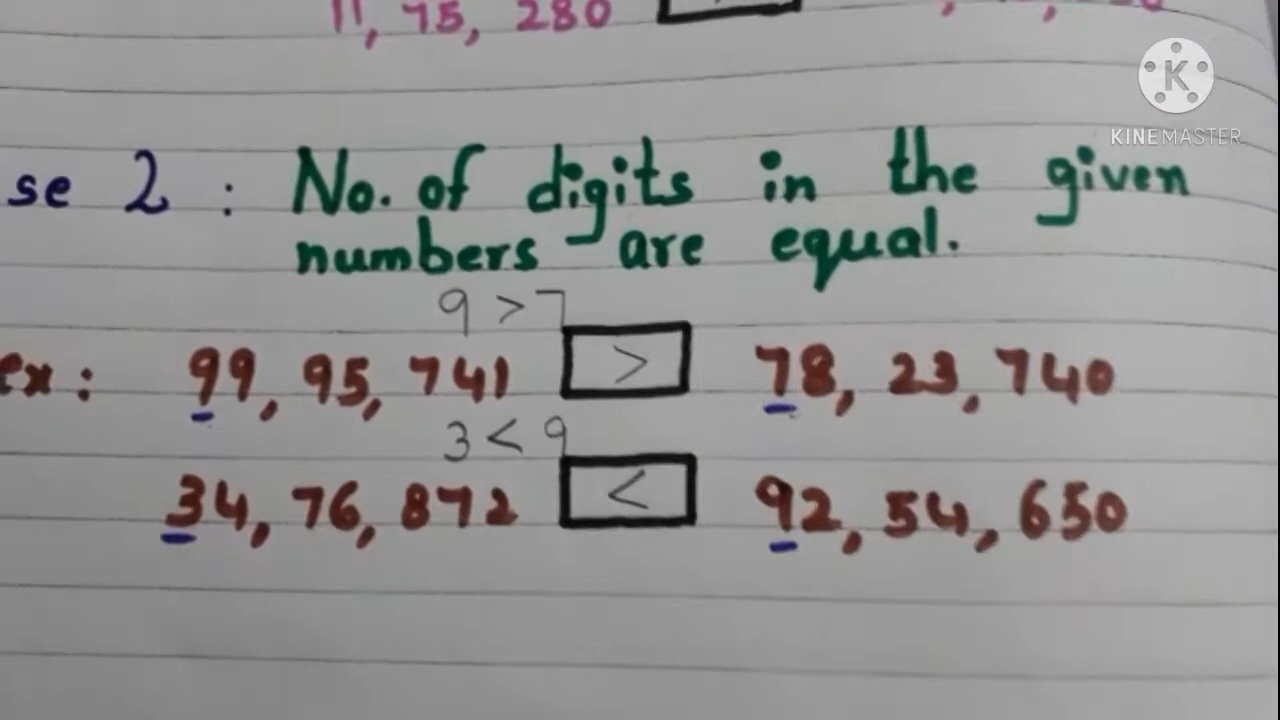 11, 75, 280
KINEMASTER
se 2 : No. of digits in the given
numbers are equal.
9 > 7
ex: 99, 95, 741 > 78, 23, 740
3 < 9
34, 76, 872 < 92, 54, 650